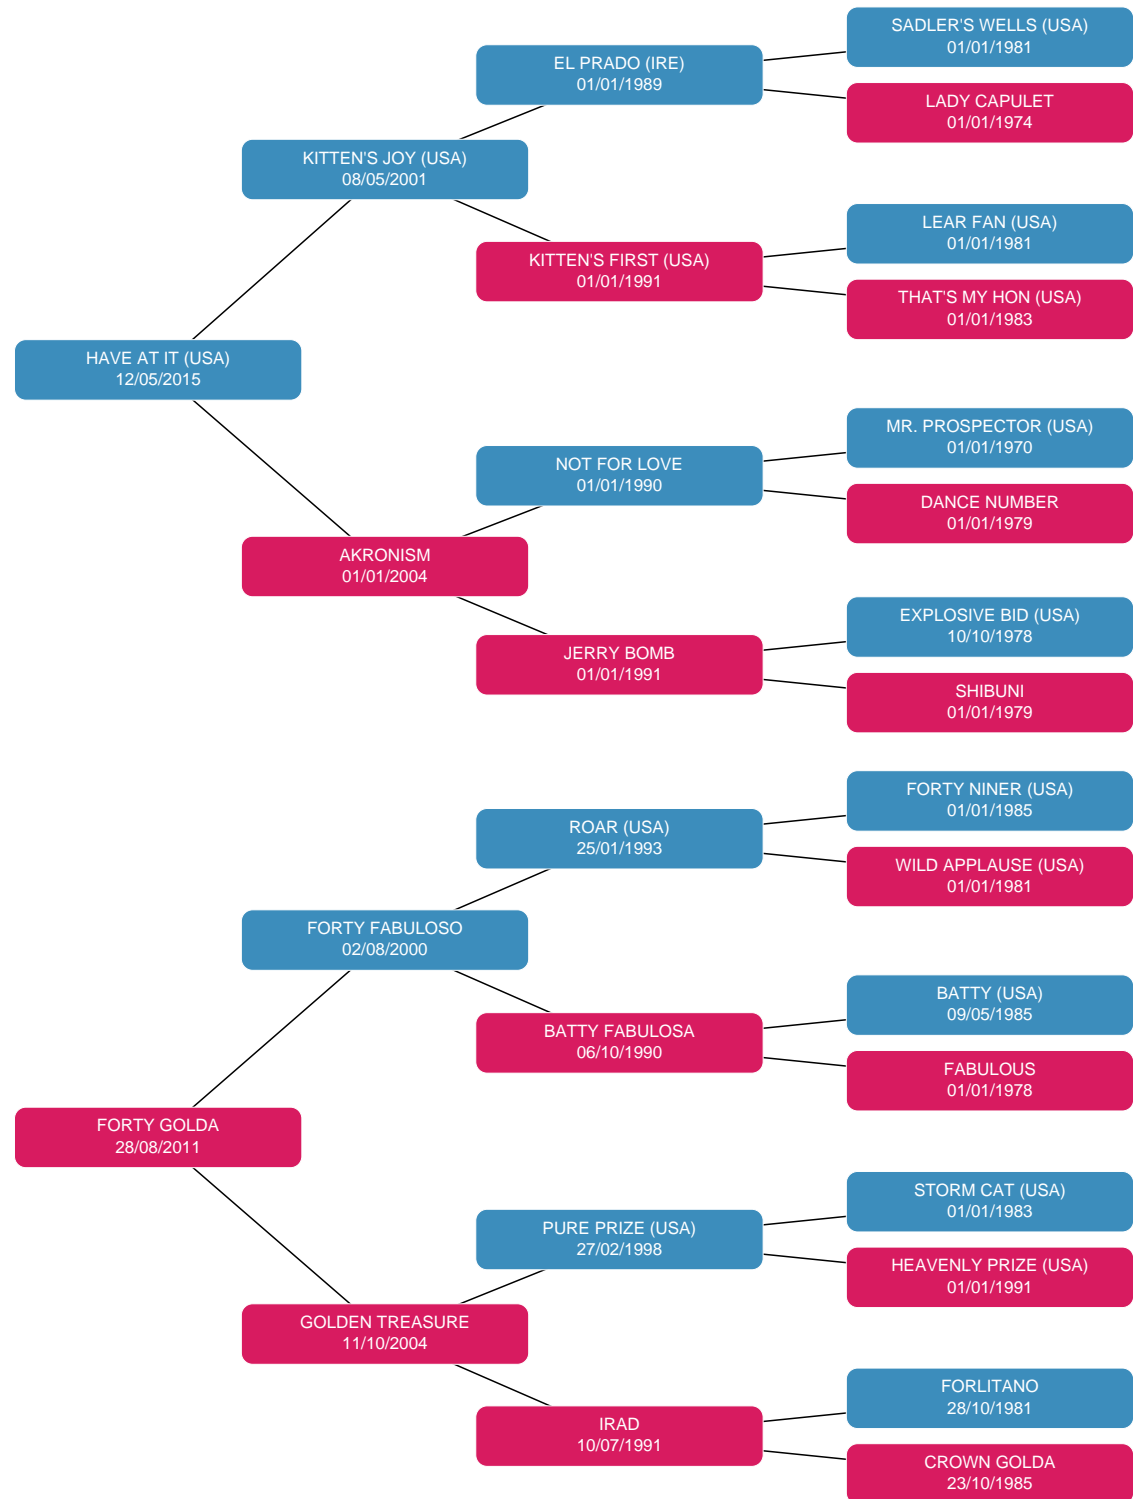 SADLER'S WELLS (USA)
01/01/1981
EL PRADO (IRE)
01/01/1989
LADY CAPULET
01/01/1974
KITTEN'S JOY (USA)
08/05/2001
LEAR FAN (USA)
01/01/1981
KITTEN'S FIRST (USA)
01/01/1991
THAT'S MY HON (USA)
01/01/1983
HAVE AT IT (USA)
12/05/2015
MR. PROSPECTOR (USA)
01/01/1970
NOT FOR LOVE
01/01/1990
DANCE NUMBER
01/01/1979
AKRONISM
01/01/2004
EXPLOSIVE BID (USA)
10/10/1978
JERRY BOMB
01/01/1991
SHIBUNI
01/01/1979
FORTY NINER (USA)
01/01/1985
ROAR (USA)
25/01/1993
WILD APPLAUSE (USA)
01/01/1981
FORTY FABULOSO
02/08/2000
BATTY (USA)
09/05/1985
BATTY FABULOSA
06/10/1990
FABULOUS
01/01/1978
FORTY GOLDA
28/08/2011
STORM CAT (USA)
01/01/1983
PURE PRIZE (USA)
27/02/1998
HEAVENLY PRIZE (USA)
01/01/1991
GOLDEN TREASURE
11/10/2004
FORLITANO
28/10/1981
IRAD
10/07/1991
CROWN GOLDA
23/10/1985